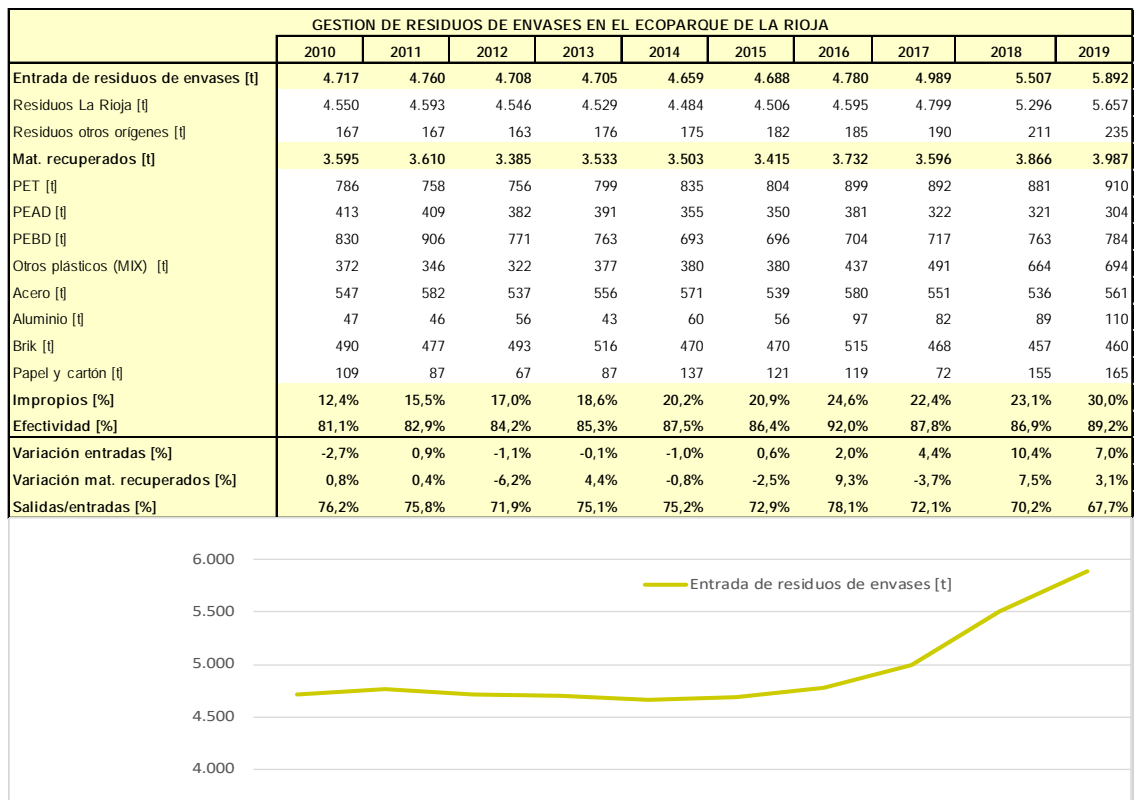 GESTION DE RESIDUOS DE ENVASES EN EL ECOPARQUE DE LA RIOJA
2010 2011 2012 2013 2014 2015 2016 2017 2018 2019
Entrada de residuos de envases [t] 4.717 4.760 4.708 4.705 4.659 4.688 4.780 4.989 5.507 5.892
Residuos La Rioja [t] 4.550 4.593 4.546 4.529 4.484 4.506 4.595 4.799 5.296 5.657
Residuos otros orígenes [t] 167 167 163 176 175 182 185 190 211 235
Mat. recuperados [t] 3.595 3.610 3.385 3.533 3.503 3.415 3.732 3.596 3.866 3.987
PET [t] 786 758 756 799 835 804 899 892 881 910
PEAD [t] 413 409 382 391 355 350 381 322 321 304
PEBD [t] 830 906 771 763 693 696 704 717 763 784
Otros plásticos (MIX) [t] 372 346 322 377 380 380 437 491 664 694
Acero [t] 547 582 537 556 571 539 580 551 536 561
Aluminio [t] 47 46 56 43 60 56 97 82 89 110
Brik [t] 490 477 493 516 470 470 515 468 457 460
Papel y cartón [t] 109 87 67 87 137 121 119 72 155 165
Impropios [%] 12,4% 15,5% 17,0% 18,6% 20,2% 20,9% 24,6% 22,4% 23,1% 30,0%
Efectividad [%] 81,1% 82,9% 84,2% 85,3% 87,5% 86,4% 92,0% 87,8% 86,9% 89,2%
Variación entradas [%] -2,7% 0,9% -1,1% -0,1% -1,0% 0,6% 2,0% 4,4% 10,4% 7,0%
Variación mat. recuperados [%] 0,8% 0,4% -6,2% 4,4% -0,8% -2,5% 9,3% -3,7% 7,5% 3,1%
Salidas/entradas [%] 76,2% 75,8% 71,9% 75,1% 75,2% 72,9% 78,1% 72,1% 70,2% 67,7%
6.000
Entrada de residuos de envases [t]
5.500
5.000
4.500
4.000